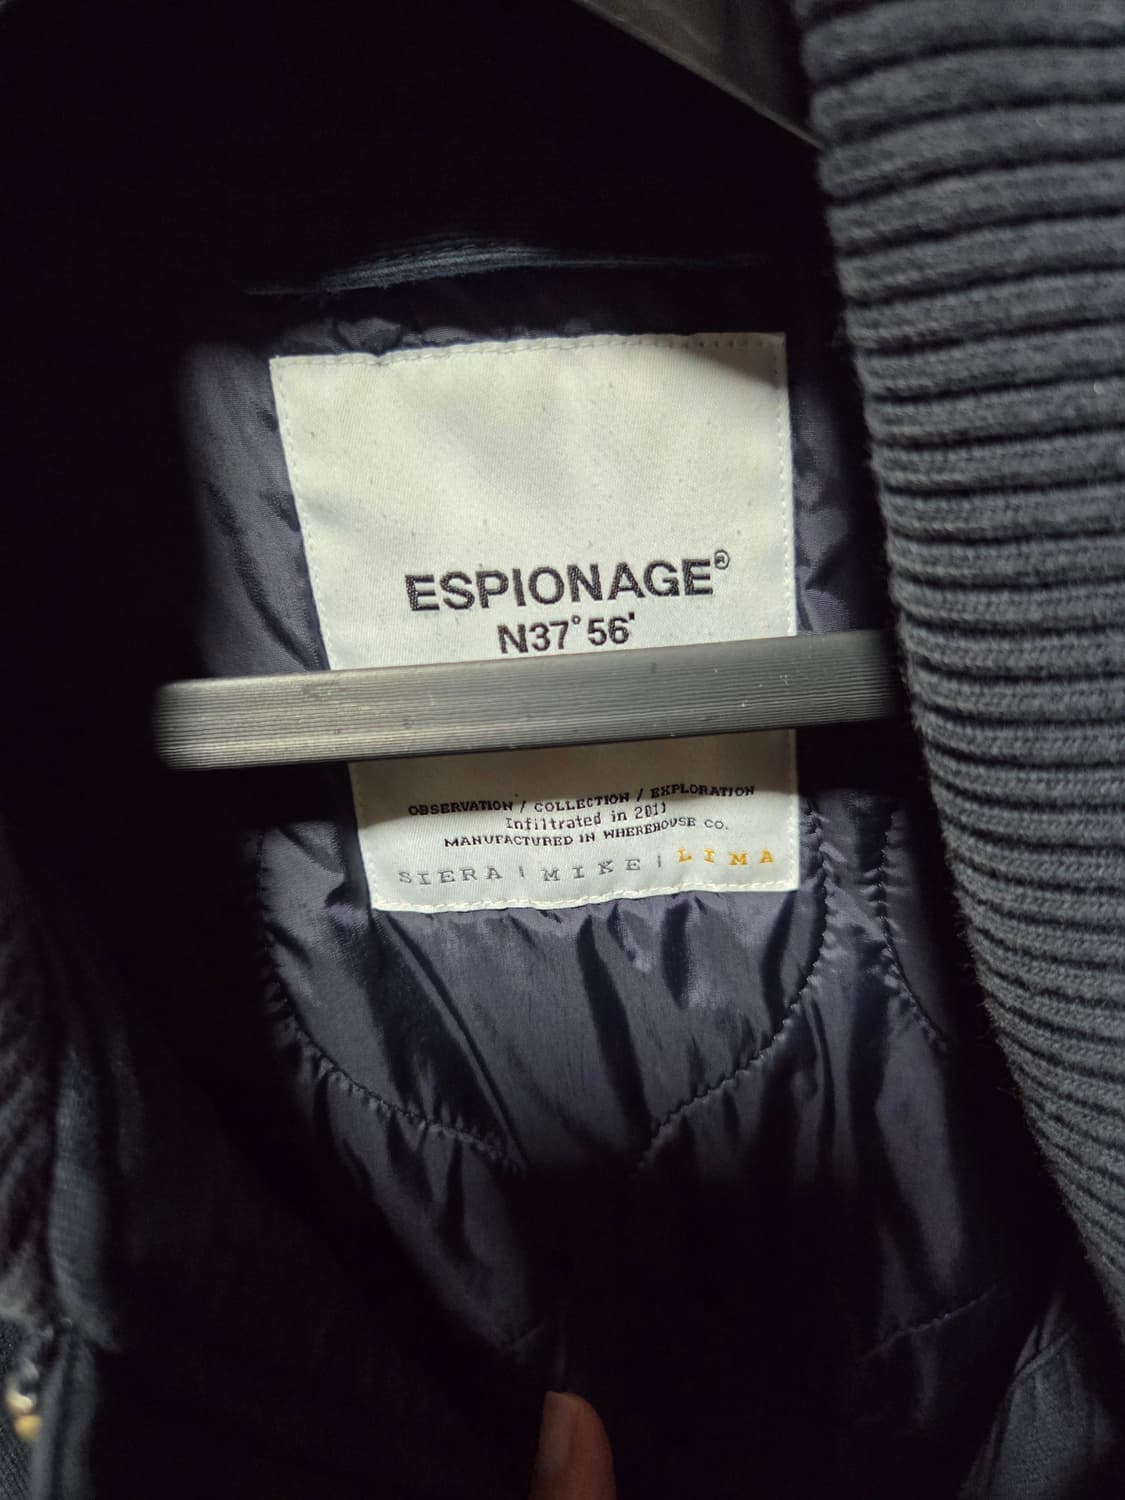 ESPIONAGE®
N37°56'
OBSERVATION / COLLECTION / EXPLORATION
Infiltrated in 2011
MANUFACTURED IN WHEREHOUSE CO.
SIERA | MIKE | LIMA